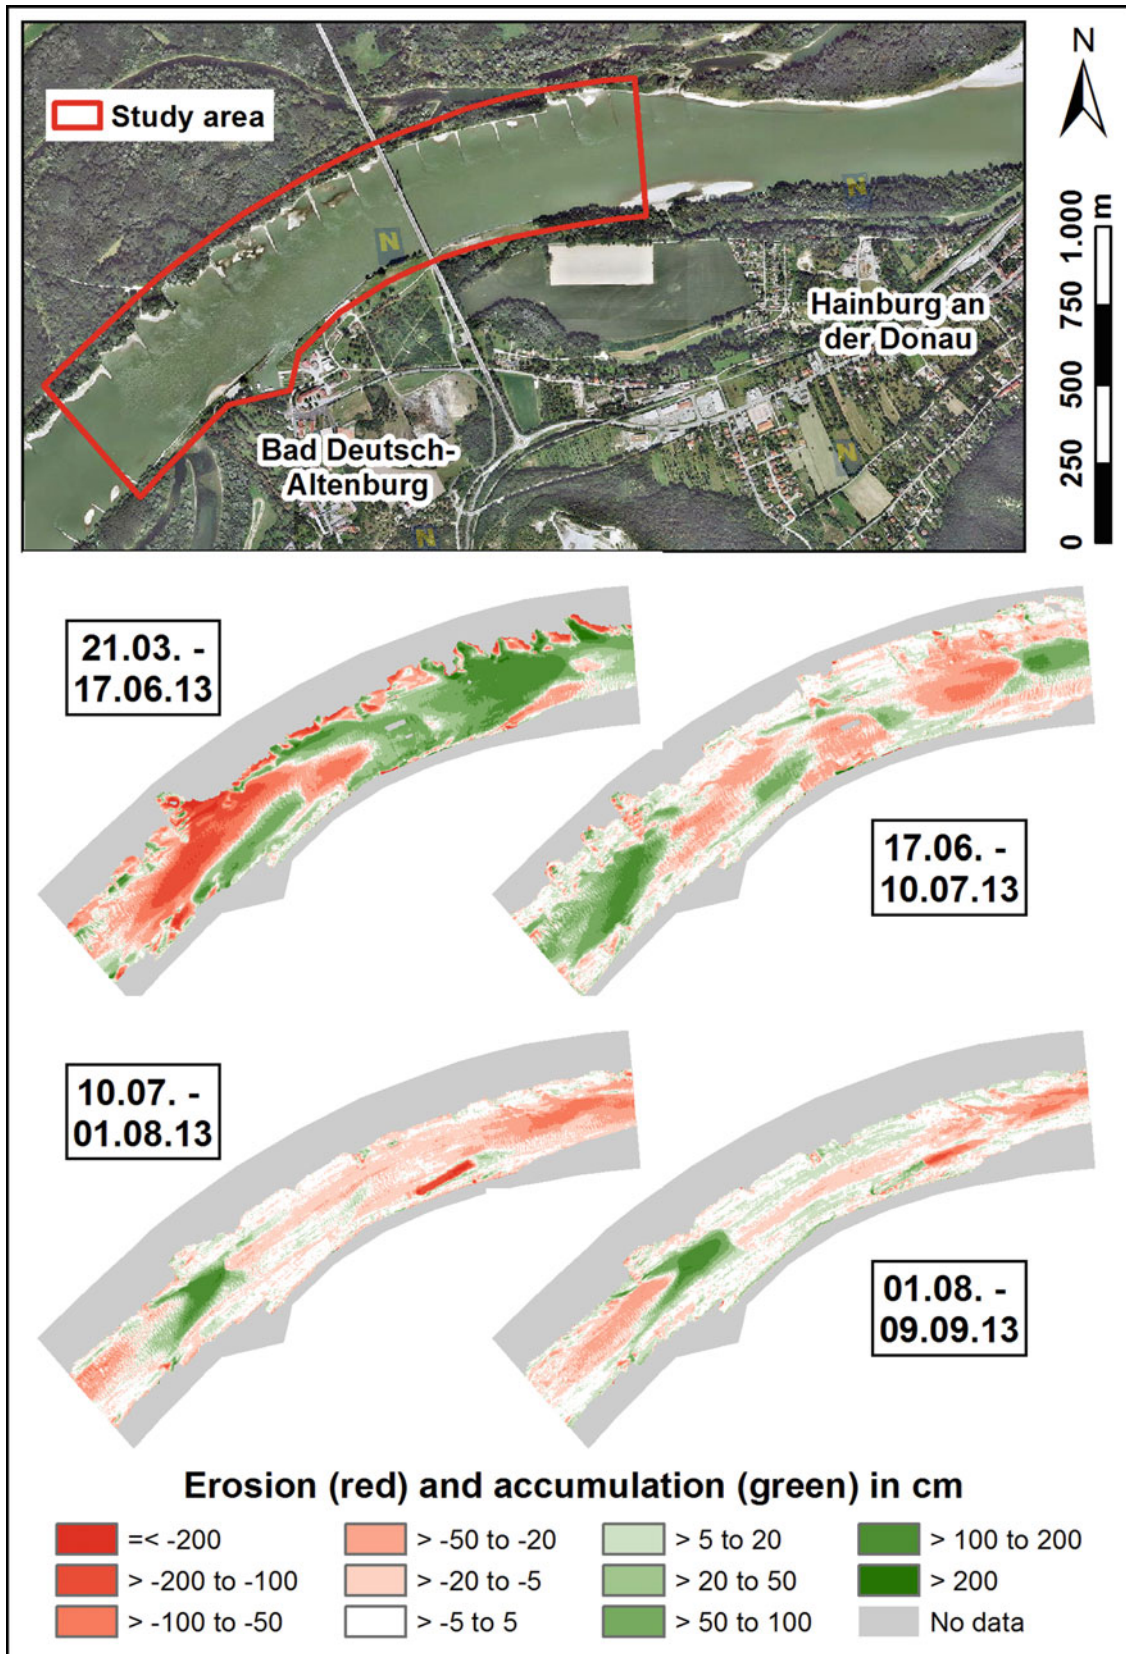 Study area
N
Hainburg an
der Donau
Bad Deutsch-
Altenburg
N
N
N
N
0 250 500 750 1.000 m
21.03. -
17.06.13
17.06. -
10.07.13
10.07. -
01.08.13
01.08. -
09.09.13
Erosion (red) and accumulation (green) in cm
=< -200
> -200 to -100
> -100 to -50
> -50 to -20
> -20 to -5
> -5 to 5
> 5 to 20
> 20 to 50
> 50 to 100
> 100 to 200
> 200
No data